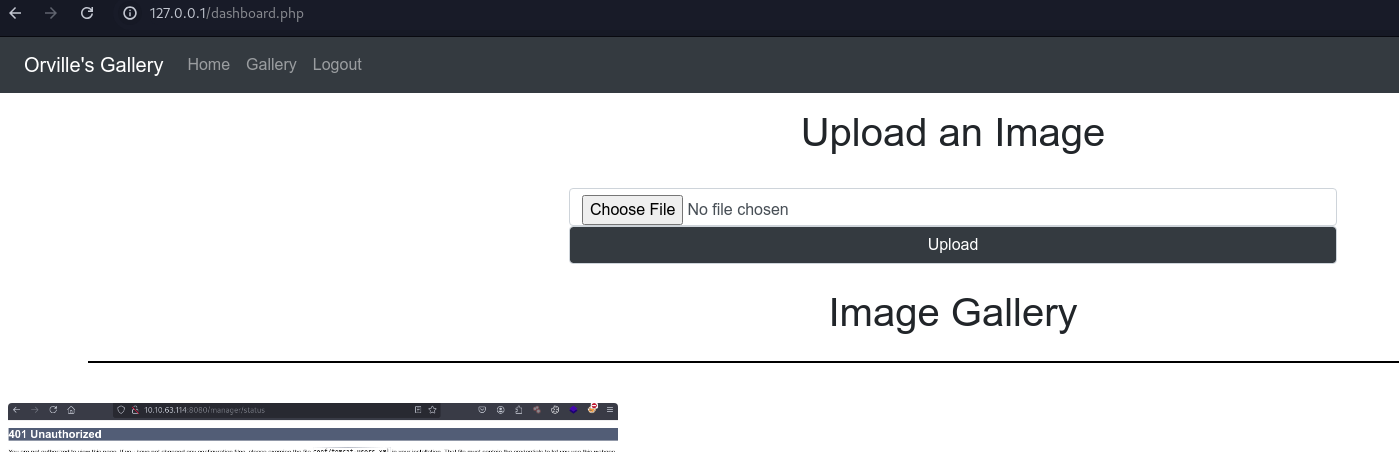 127.0.0.1/dashboard.php
Orville's Gallery Home Gallery Logout
Upload an Image
Choose File No file chosen
Upload
Image Gallery
10.10.63.114:8080/manager/status
401 Unauthorized